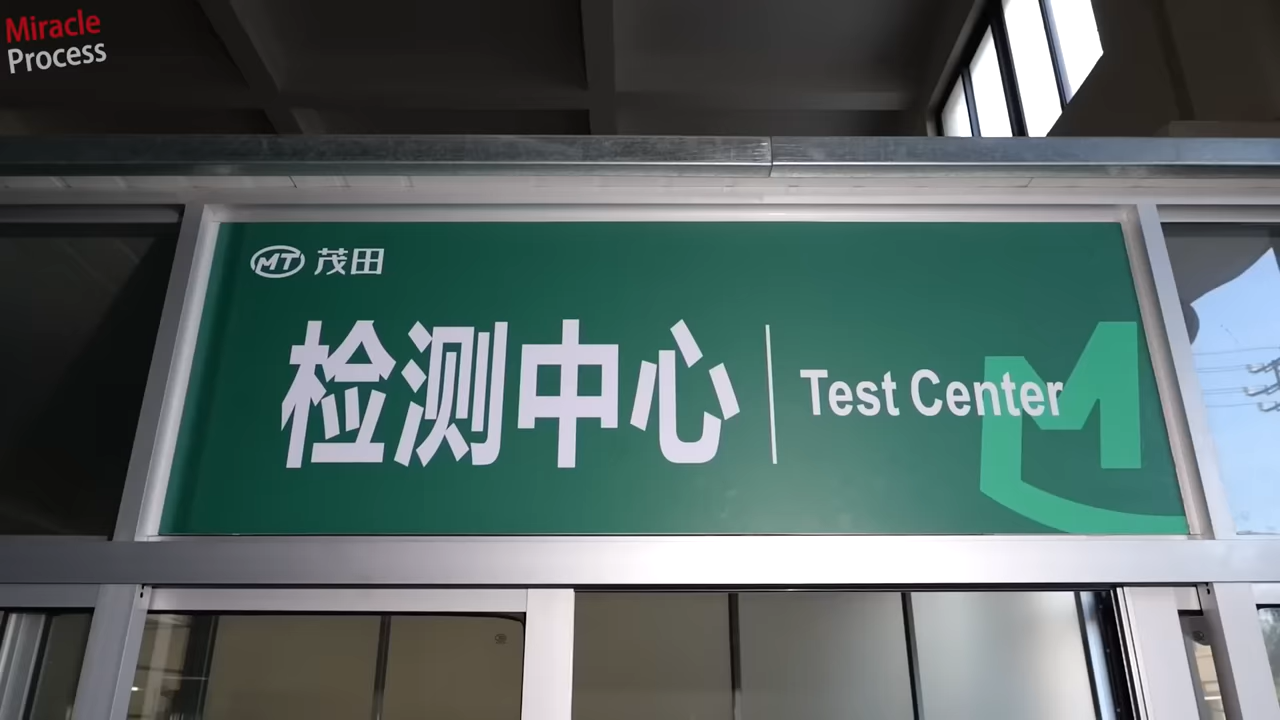 Miracle
Process
MT 茂田
检测中心 | Test Center
M